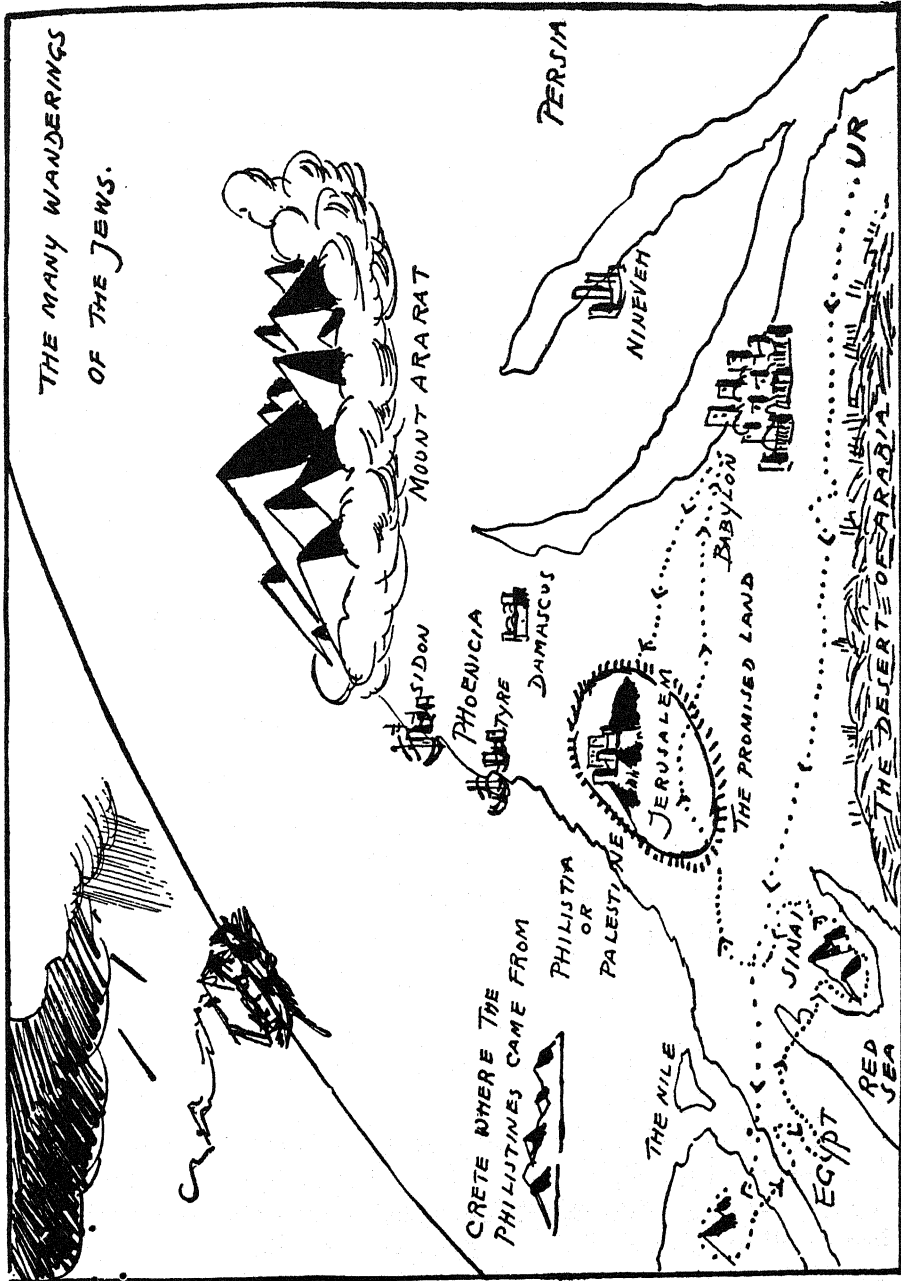 THE MANY WANDERINGS
OF THE JEWS.
MOUNT ARARAT
PERSIA
NINEVEH
SIDON
PHOENICIA
TYRE
DAMASCUS
BABYLON
UR
CRETE WHERE THE
PHILISTINES CAME FROM
PHILISTIA
OR
PALESTINE
JERUSALEM
THE PROMISED LAND
THE DESERT OF ARABIA
THE NILE
SINAI
EGYPT
RED
SEA